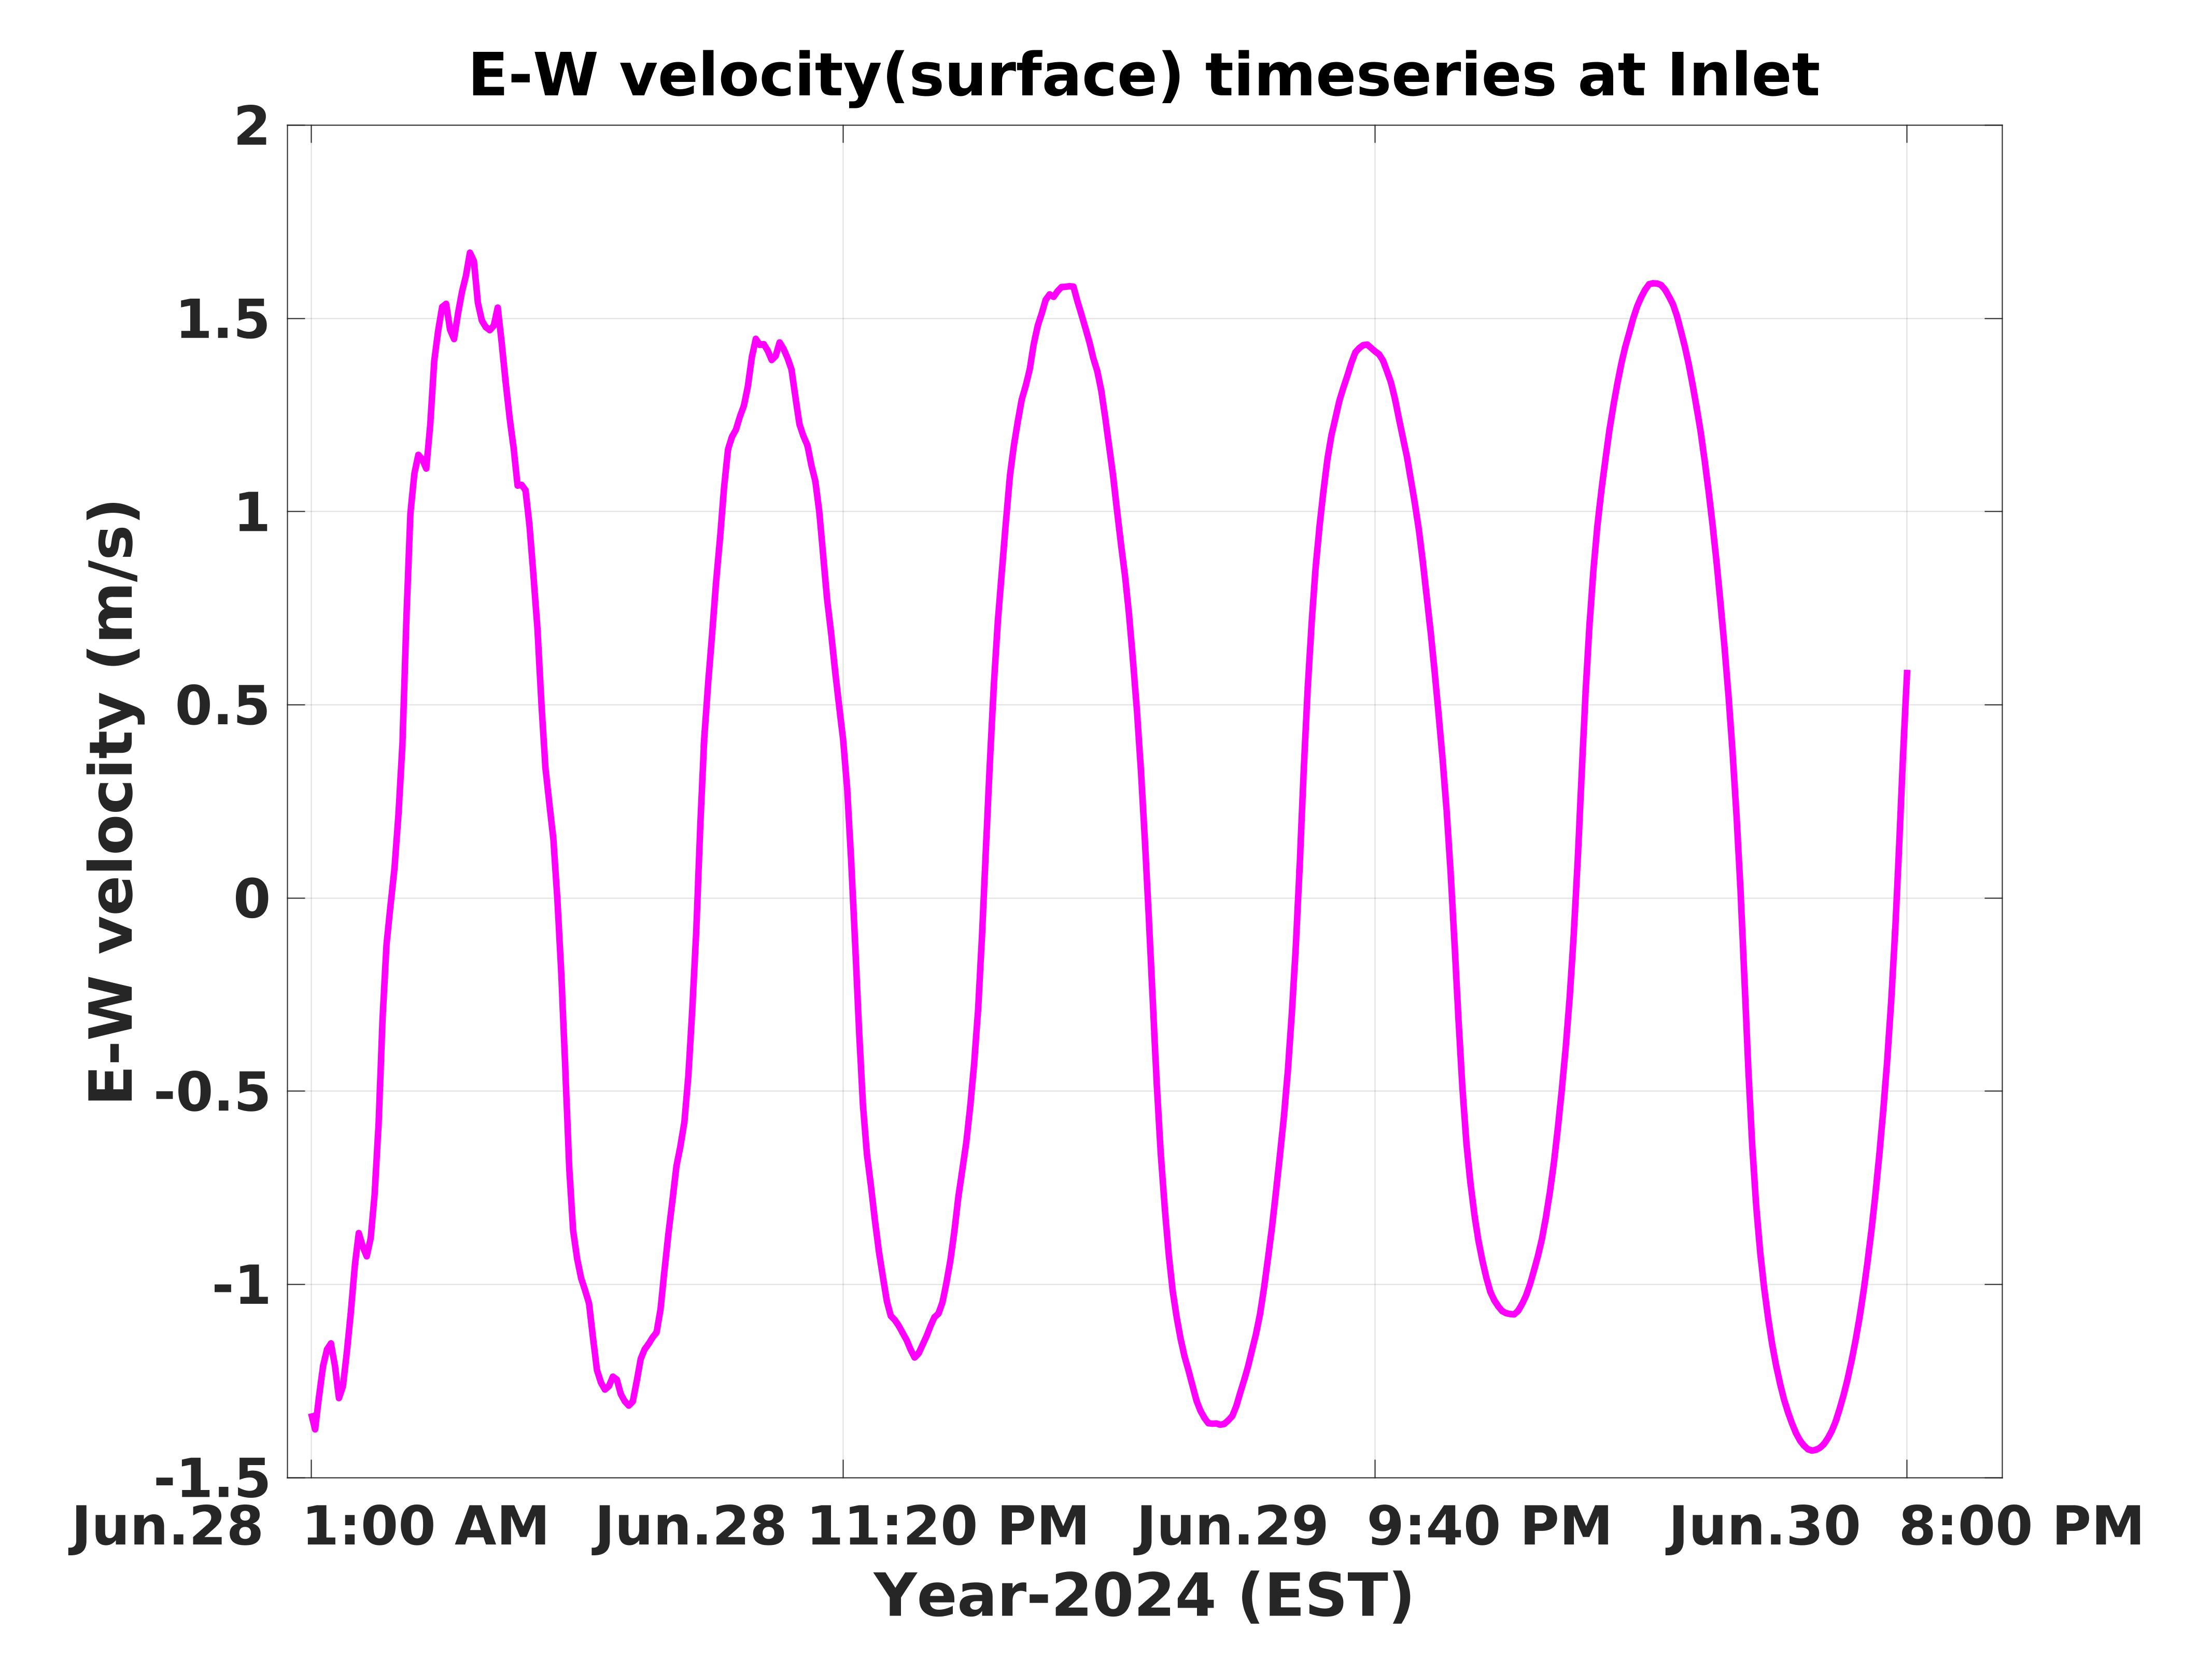 E-W velocity(surface) timeseries at Inlet
E-W velocity (m/s)
2
1.5
1
0.5
0
-0.5
-1
-1.5
Jun.28 1:00 AM Jun.28 11:20 PM Jun.29 9:40 PM Jun.30 8:00 PM
Year-2024 (EST)